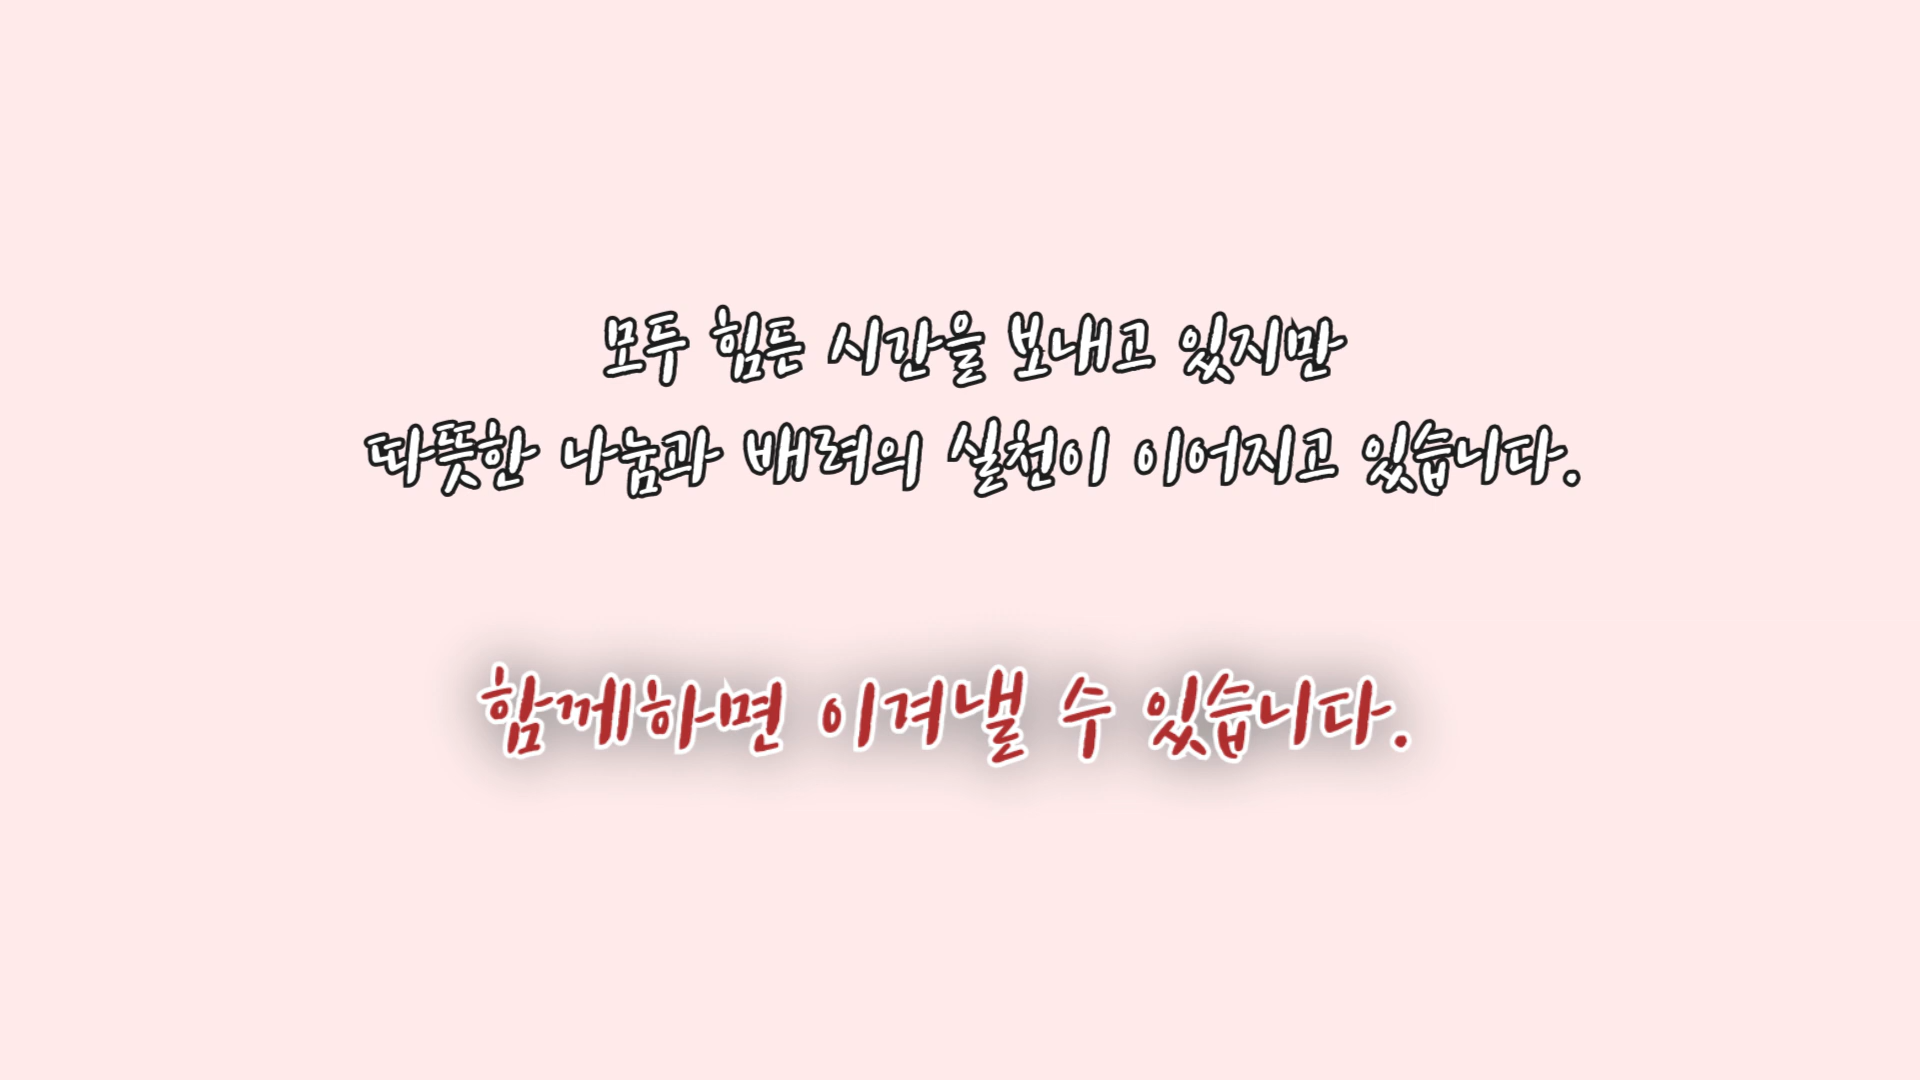 모두 힘든 시간을 보내고 있지만
따뜻한 나눔과 배려의 실천이 이어지고 있습니다.
함께하면 이겨낼 수 있습니다.